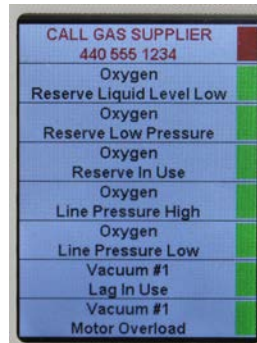 CALL GAS SUPPLIER
440 555 1234
Oxygen
Reserve Liquid Level Low
Oxygen
Reserve Low Pressure
Oxygen
Reserve In Use
Oxygen
Line Pressure High
Oxygen
Line Pressure Low
Vacuum #1
Lag In Use
Vacuum #1
Motor Overload